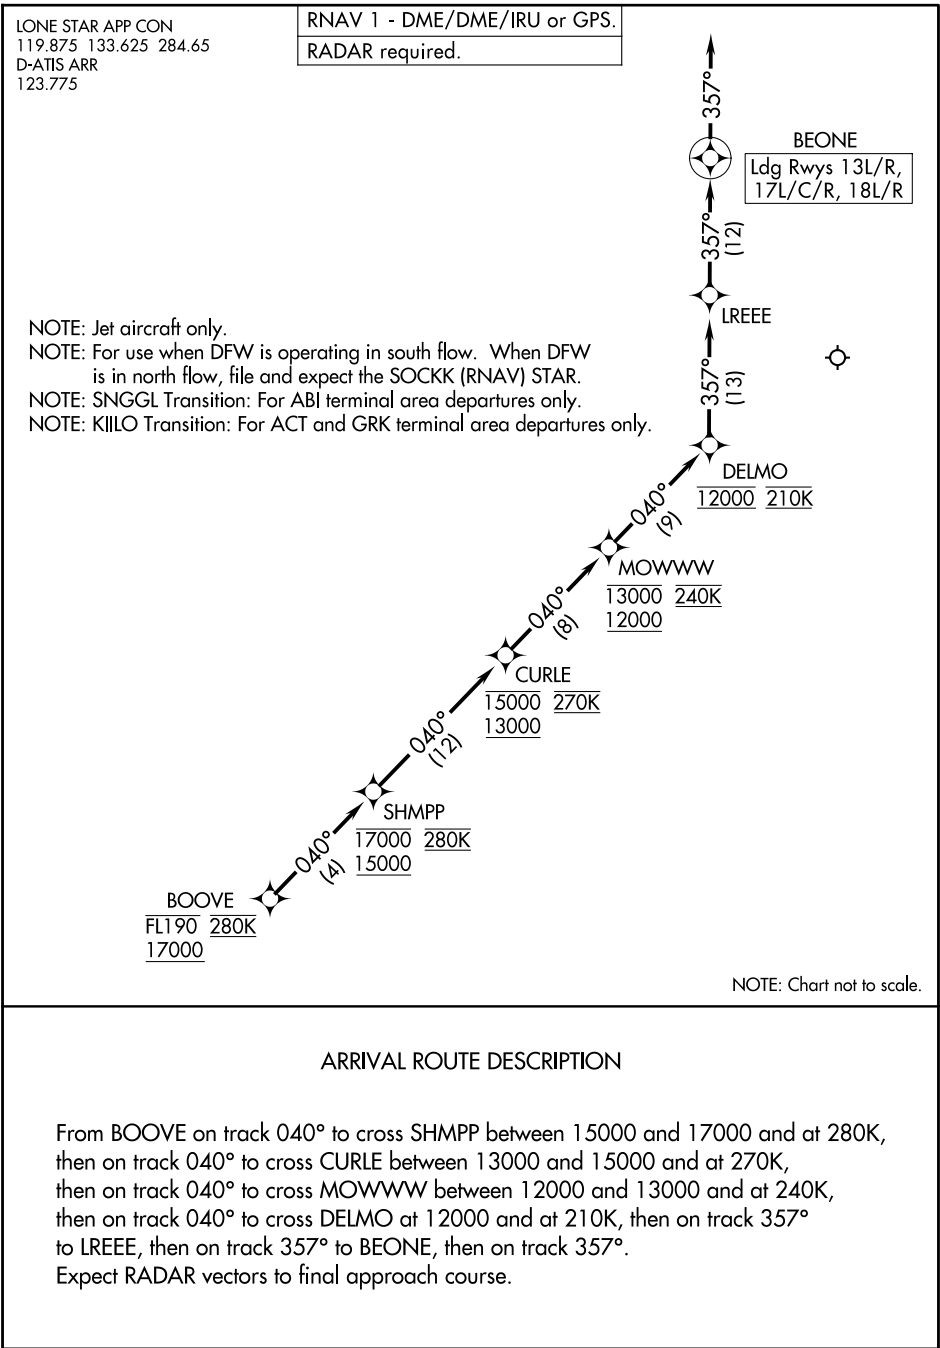 LONE STAR APP CON
119.875 133.625 284.65
D-ATIS ARR
123.775
RNAV 1 - DME/DME/IRU or GPS.
RADAR required.
357°
BEONE
Ldg Rwys 13L/R,
17L/C/R, 18L/R
357°
(12)
LREEE
NOTE: Jet aircraft only.
NOTE: For use when DFW is operating in south flow. When DFW
is in north flow, file and expect the SOCKK (RNAV) STAR.
NOTE: SNGGL Transition: For ABI terminal area departures only.
NOTE: KIILO Transition: For ACT and GRK terminal area departures only.
357°
(13)
DELMO
12000 210K
040°
(9)
MOWWW
13000 240K
12000
040°
(8)
CURLE
15000 270K
13000
040°
(12)
SHMPP
17000 280K
15000
040°
(4)
BOOVE
FL190 280K
17000
NOTE: Chart not to scale.
ARRIVAL ROUTE DESCRIPTION
From BOOVE on track 040° to cross SHMPP between 15000 and 17000 and at 280K,
then on track 040° to cross CURLE between 13000 and 15000 and at 270K,
then on track 040° to cross MOWWW between 12000 and 13000 and at 240K,
then on track 040° to cross DELMO at 12000 and at 210K, then on track 357°
to LREEE, then on track 357° to BEONE, then on track 357°.
Expect RADAR vectors to final approach course.